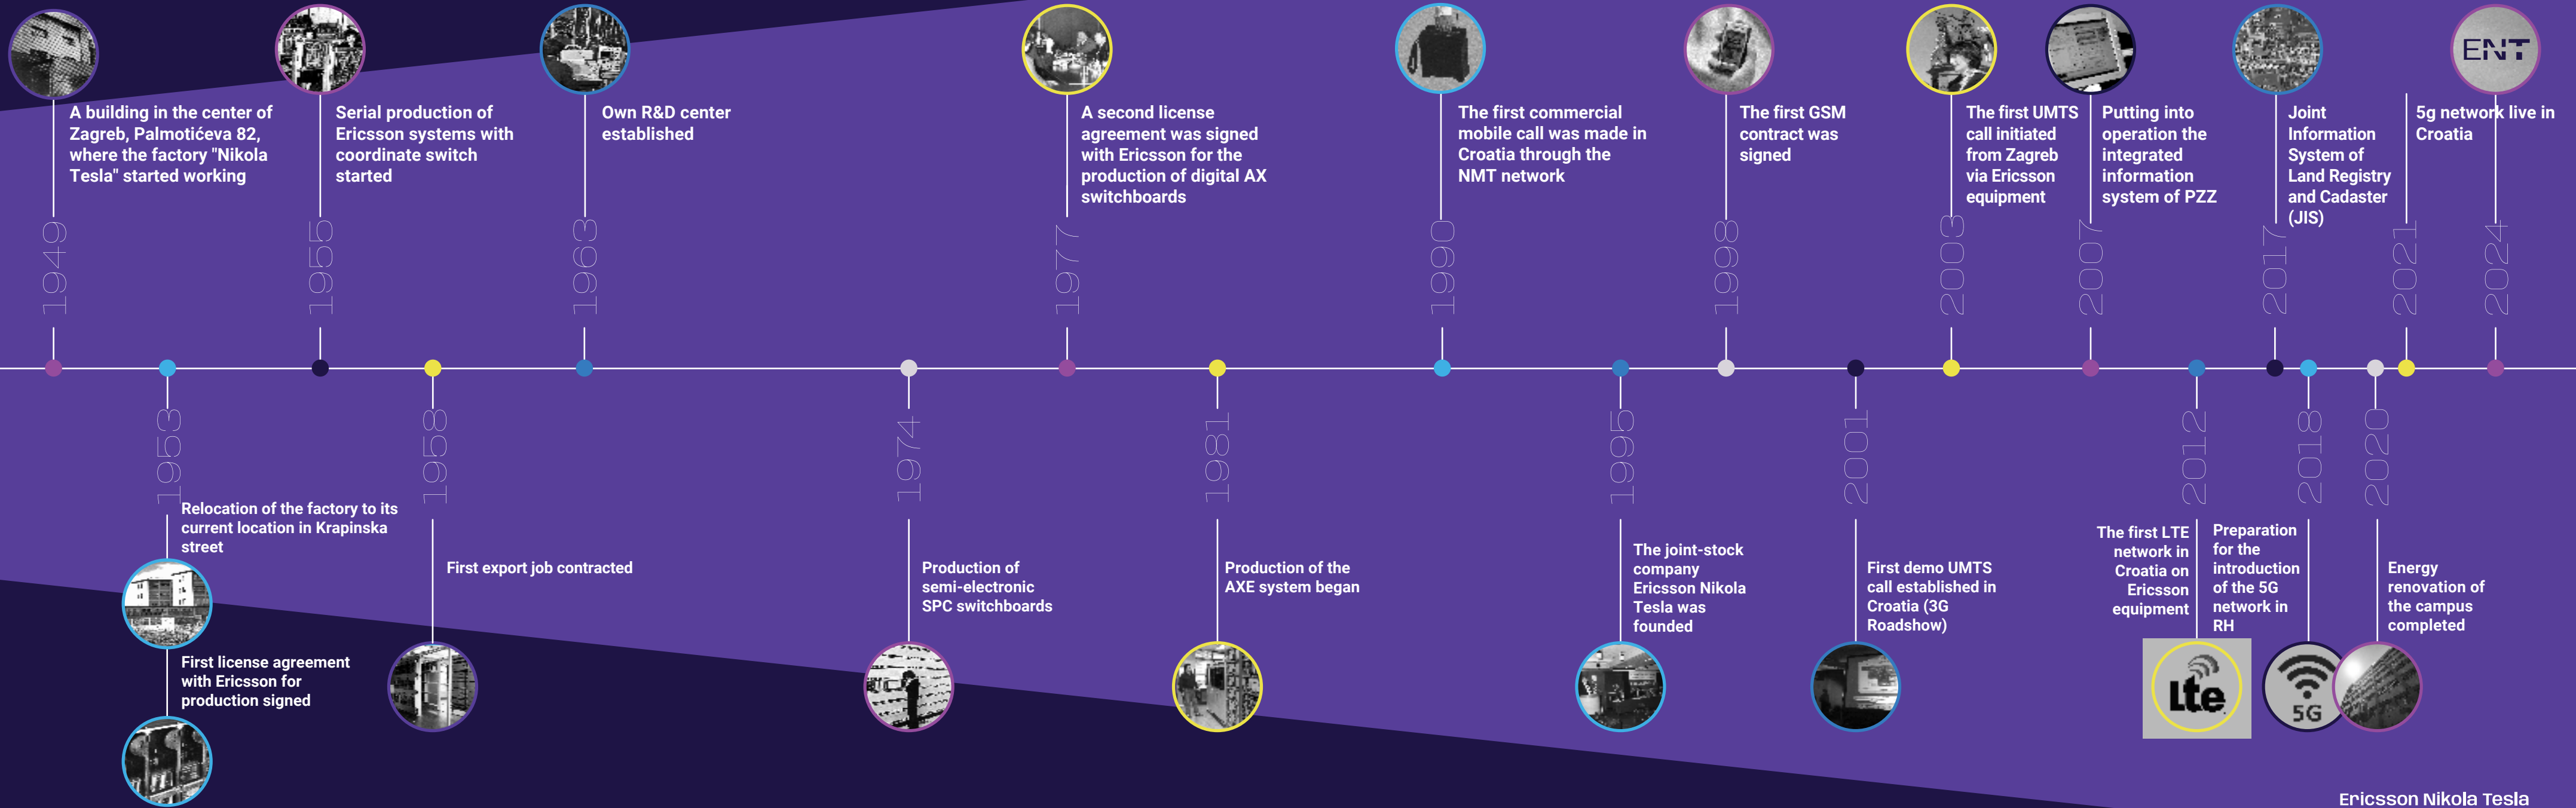 ENT
A building in the center of
Zagreb, Palmotićeva 82,
where the factory "Nikola
Tesla" started working
Serial production of
Ericsson systems with
coordinate switch
started
Own R&D center
established
A second license
agreement was signed
with Ericsson for the
production of digital AX
switchboards
The first commercial
mobile call was made in
Croatia through the
NMT network
The first GSM
contract was
signed
The first UMTS
call initiated
from Zagreb
via Ericsson
equipment
Putting into
operation the
integrated
information
system of PZZ
Joint
Information
System of
Land Registry
and Cadaster
(JIS)
5g network live in
Croatia
1949
1955
1963
1977
1990
1998
2003
2007
2017
2021
2024
1953
1958
1974
1981
1995
2001
2012
2018
2020
Relocation of the factory to its
current location in Krapinska
street
First license agreement
with Ericsson for
production signed
First export job contracted
Production of
semi-electronic
SPC switchboards
Production of the
AXE system began
The joint-stock
company
Ericsson Nikola
Tesla was
founded
First demo UMTS
call established in
Croatia (3G
Roadshow)
The first LTE
network in
Croatia on
Ericsson
equipment
Preparation
for the
introduction
of the 5G
network in
RH
Energy
renovation of
the campus
completed
Lte
5G
Ericsson Nikola Tesla